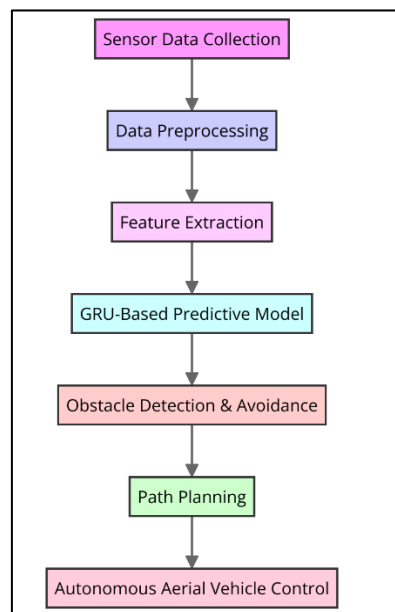 Sensor Data Collection
Data Preprocessing
Feature Extraction
GRU-Based Predictive Model
Obstacle Detection & Avoidance
Path Planning
Autonomous Aerial Vehicle Control